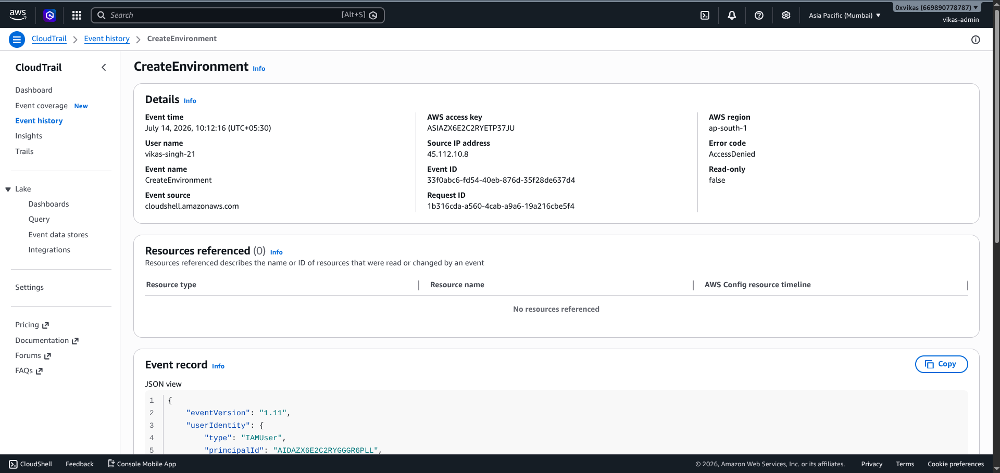 aws
Search [Alt+S]
Asia Pacific (Mumbai) ▼
0xvikas (669890778787) ▼
vikas-admin
CloudTrail > Event history > CreateEnvironment
CloudTrail
Dashboard
Event coverage New
Event history
Insights
Trails
Lake
Dashboards
Query
Event data stores
Integrations
Settings
Pricing
Documentation
Forums
FAQs
CreateEnvironment Info
Details Info
Event time
July 14, 2026, 10:12:16 (UTC+05:30)
User name
vikas-singh-21
Event name
CreateEnvironment
Event source
cloudshell.amazonaws.com
AWS access key
ASIAZX6E2C2RYETP37JU
Source IP address
45.112.10.8
Event ID
33f0abc6-fd54-40eb-876d-35f28de637d4
Request ID
1b316cda-a560-4cab-a9a6-19a216cbe5f4
AWS region
ap-south-1
Error code
AccessDenied
Read-only
false
Resources referenced (0) Info
Resources referenced describes the name or ID of resources that were read or changed by an event
Resource type Resource name AWS Config resource timeline
No resources referenced
Event record Info
Copy
JSON view
1 {
2 "eventVersion": "1.11",
3 "userIdentity": {
4 "type": "IAMUser",
5 "principalId": "AIDAZX6E2C2RYGGGR6PLL",
CloudShell Feedback Console Mobile App
© 2026, Amazon Web Services, Inc. or its affiliates. Privacy Terms Cookie preferences